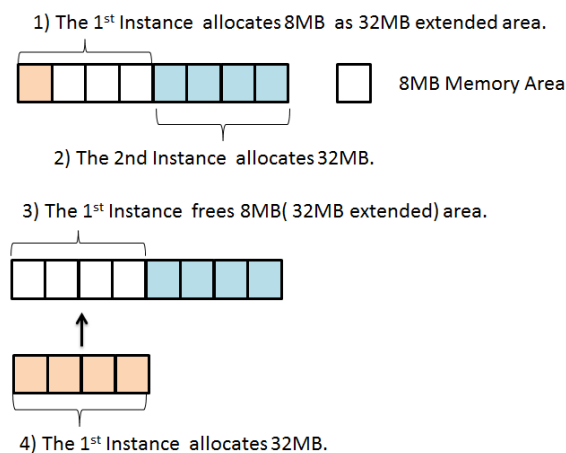 1) The 1st Instance allocates 8MB as 32MB extended area.
8MB Memory Area
2) The 2nd Instance allocates 32MB.
3) The 1st Instance frees 8MB( 32MB extended) area.
4) The 1st Instance allocates 32MB.